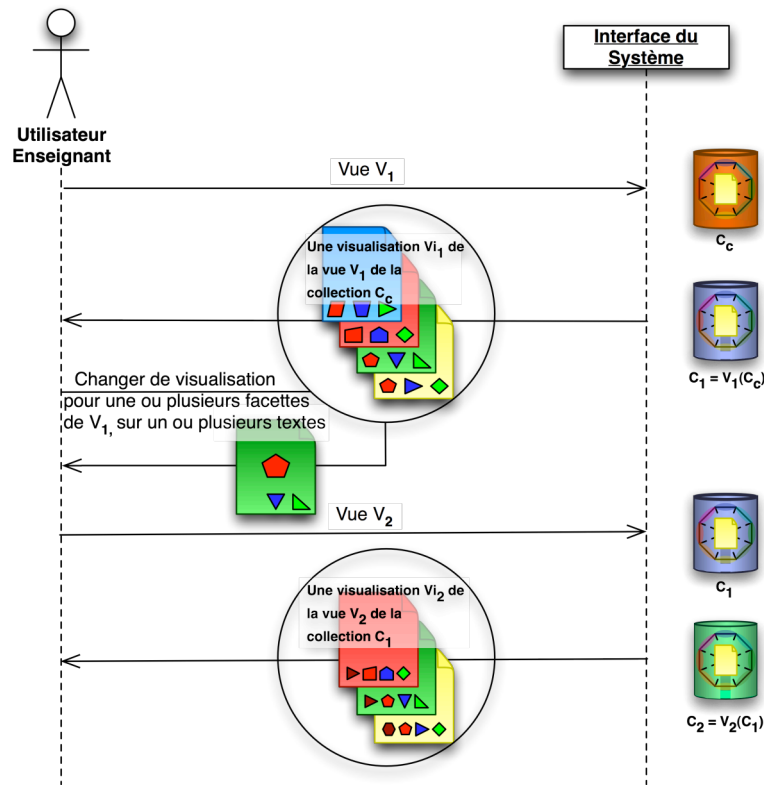 Interface du
Système
Utilisateur
Enseignant
Vue V1
Cc
Une visualisation Vi1 de
la vue V1 de la
collection Cc
C1 = V1(Cc)
Changer de visualisation
pour une ou plusieurs facettes
de V1, sur un ou plusieurs textes
Vue V2
C1
Une visualisation Vi2 de
la vue V2 de la
collection C1
C2 = V2(C1)